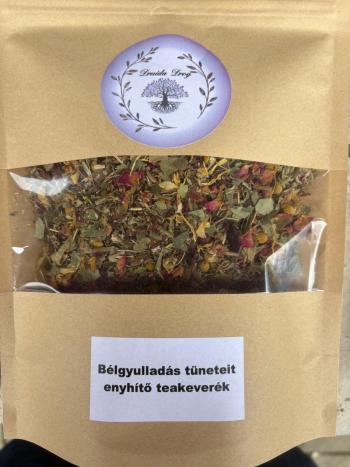 Druida Drog
Bélgyulladás tüneteit
enyhítő teakeverék